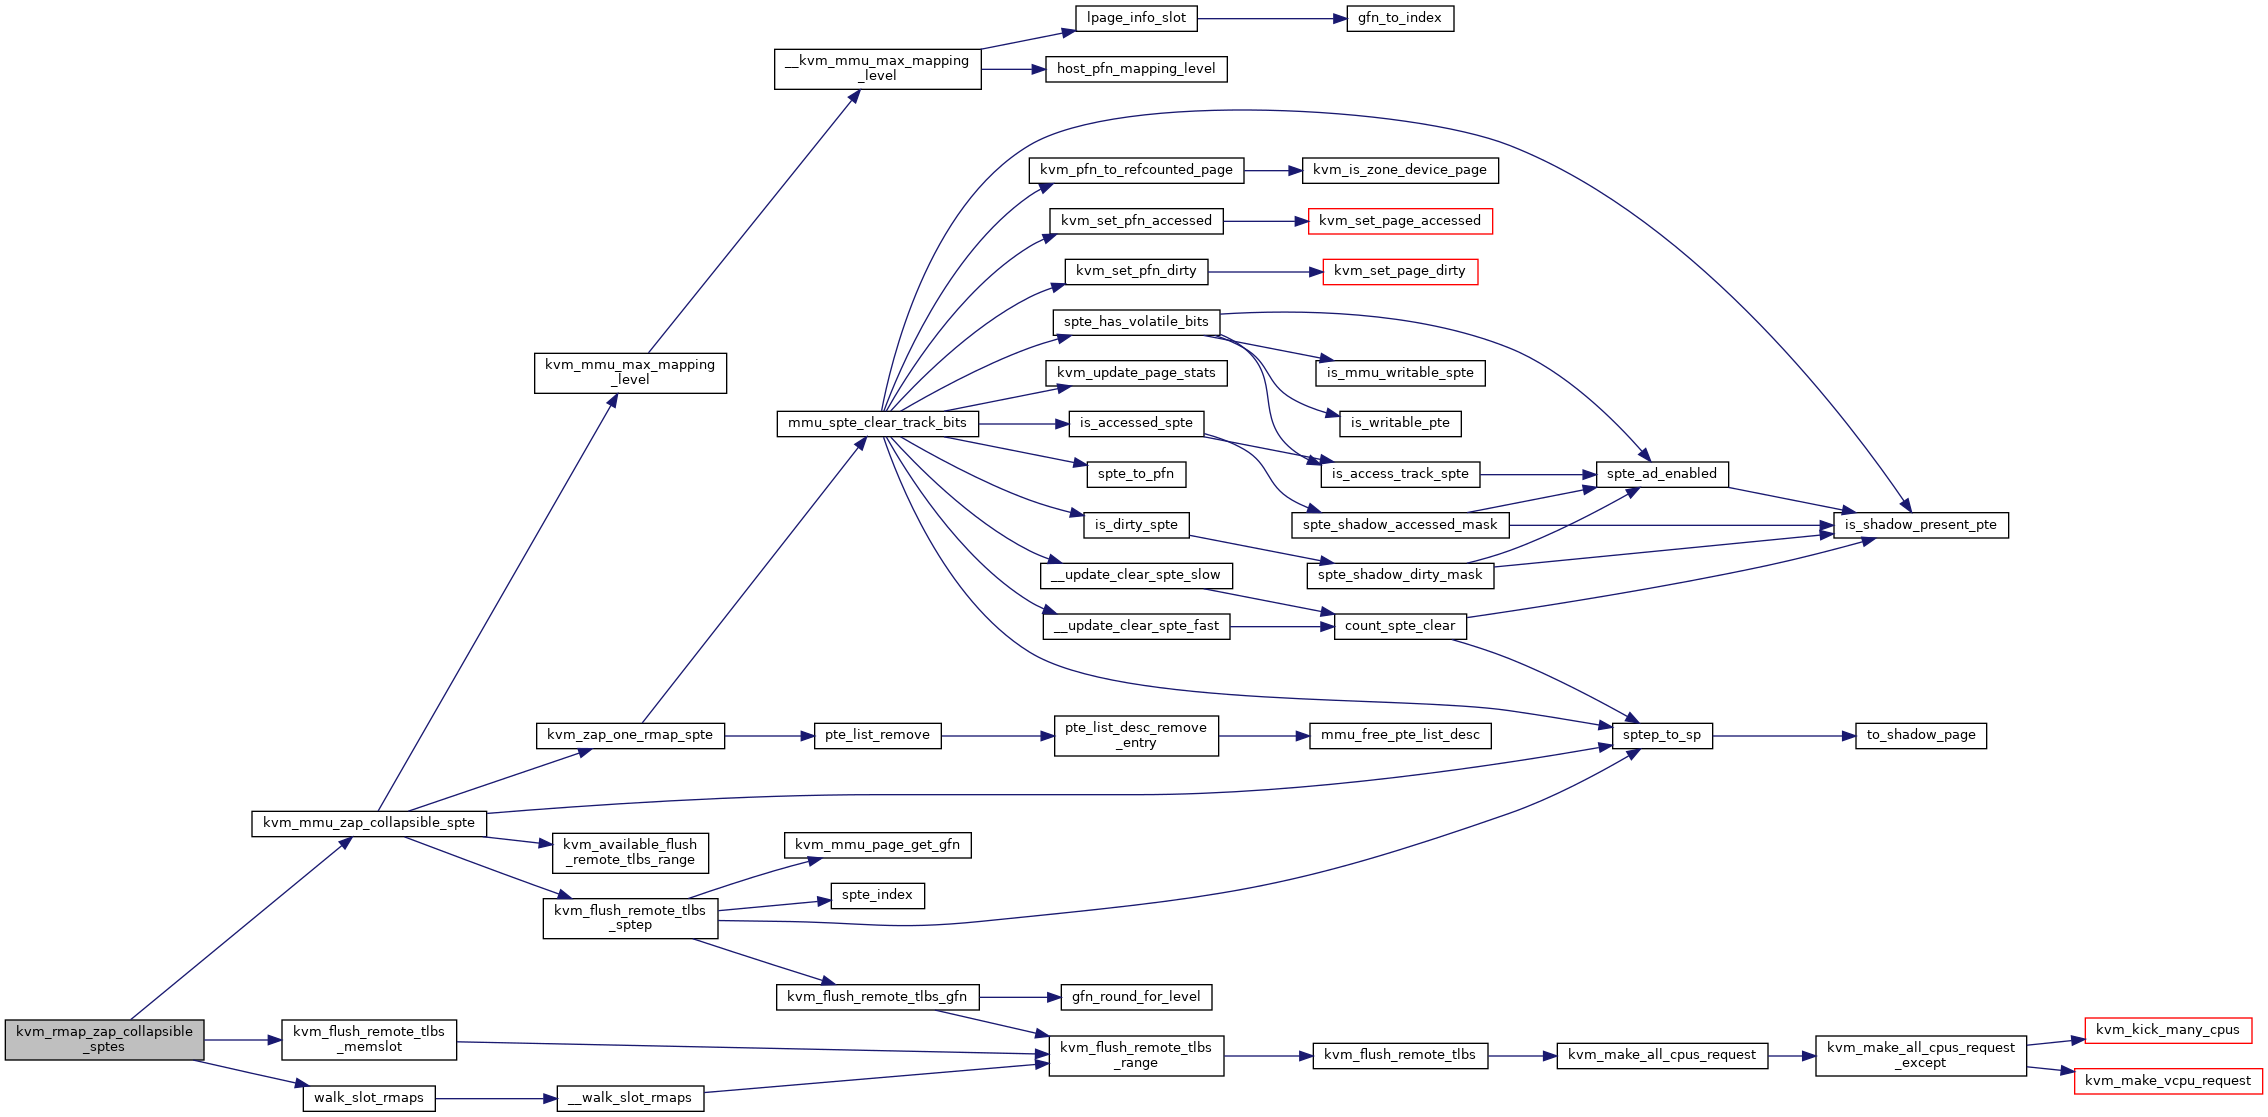 lpage_info_slot
gfn_to_index
__kvm_mmu_max_mapping
_level
host_pfn_mapping_level
kvm_pfn_to_refcounted_page
kvm_is_zone_device_page
kvm_set_pfn_accessed
kvm_set_page_accessed
kvm_set_pfn_dirty
kvm_set_page_dirty
spte_has_volatile_bits
kvm_mmu_max_mapping
_level
kvm_update_page_stats
is_mmu_writable_spte
mmu_spte_clear_track_bits
is_accessed_spte
is_writable_pte
spte_to_pfn
is_access_track_spte
spte_ad_enabled
is_dirty_spte
spte_shadow_accessed_mask
is_shadow_present_pte
__update_clear_spte_slow
spte_shadow_dirty_mask
__update_clear_spte_fast
count_spte_clear
kvm_zap_one_rmap_spte
pte_list_remove
pte_list_desc_remove
_entry
mmu_free_pte_list_desc
sptep_to_sp
to_shadow_page
kvm_mmu_zap_collapsible_spte
kvm_available_flush
_remote_tlbs_range
kvm_mmu_page_get_gfn
spte_index
kvm_flush_remote_tlbs
_sptep
kvm_flush_remote_tlbs_gfn
gfn_round_for_level
kvm_rmap_zap_collapsible
_sptes
kvm_flush_remote_tlbs
_memslot
kvm_flush_remote_tlbs
_range
kvm_flush_remote_tlbs
kvm_make_all_cpus_request
kvm_make_all_cpus_request
_except
kvm_kick_many_cpus
kvm_make_vcpu_request
walk_slot_rmaps
__walk_slot_rmaps